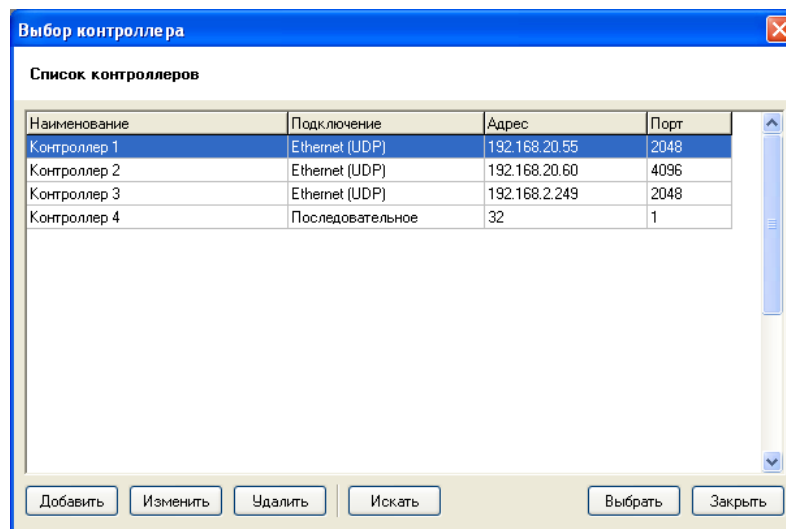 Выбор контроллера
Список контроллеров
Наименование Подключение Адрес Порт
Контроллер 1 Ethernet (UDP) 192.168.20.55 2048
Контроллер 2 Ethernet (UDP) 192.168.20.60 4096
Контроллер 3 Ethernet (UDP) 192.168.2.249 2048
Контроллер 4 Последовательное 32 1
Добавить Изменить Удалить Искать Выбрать Закрыть